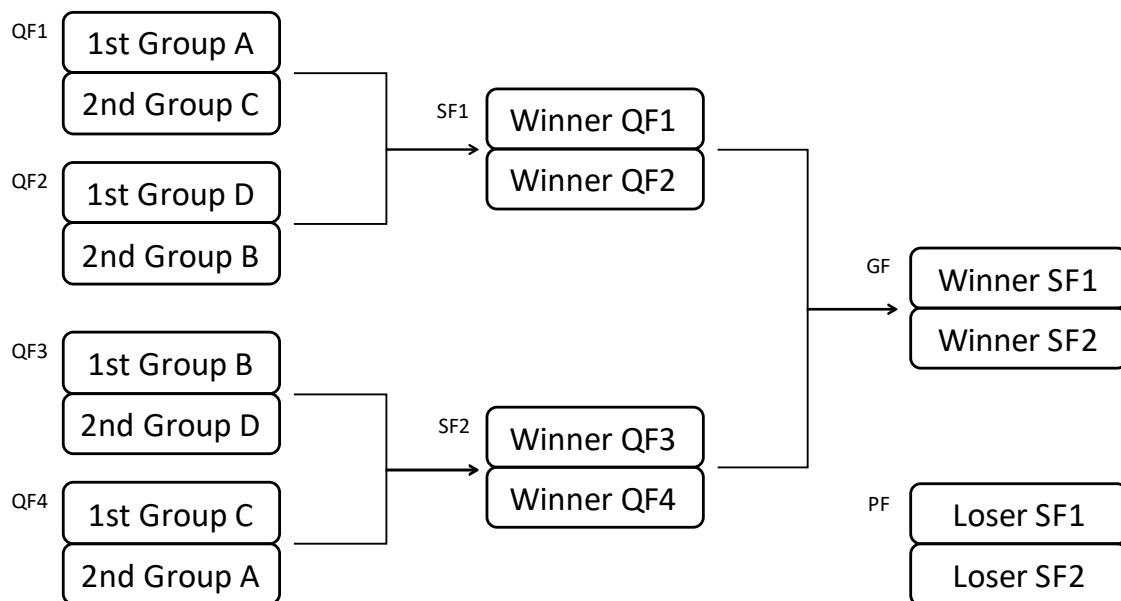 QF1
1st Group A
2nd Group C
QF2
1st Group D
2nd Group B
QF3
1st Group B
2nd Group D
QF4
1st Group C
2nd Group A
SF1
Winner QF1
Winner QF2
SF2
Winner QF3
Winner QF4
GF
Winner SF1
Winner SF2
PF
Loser SF1
Loser SF2